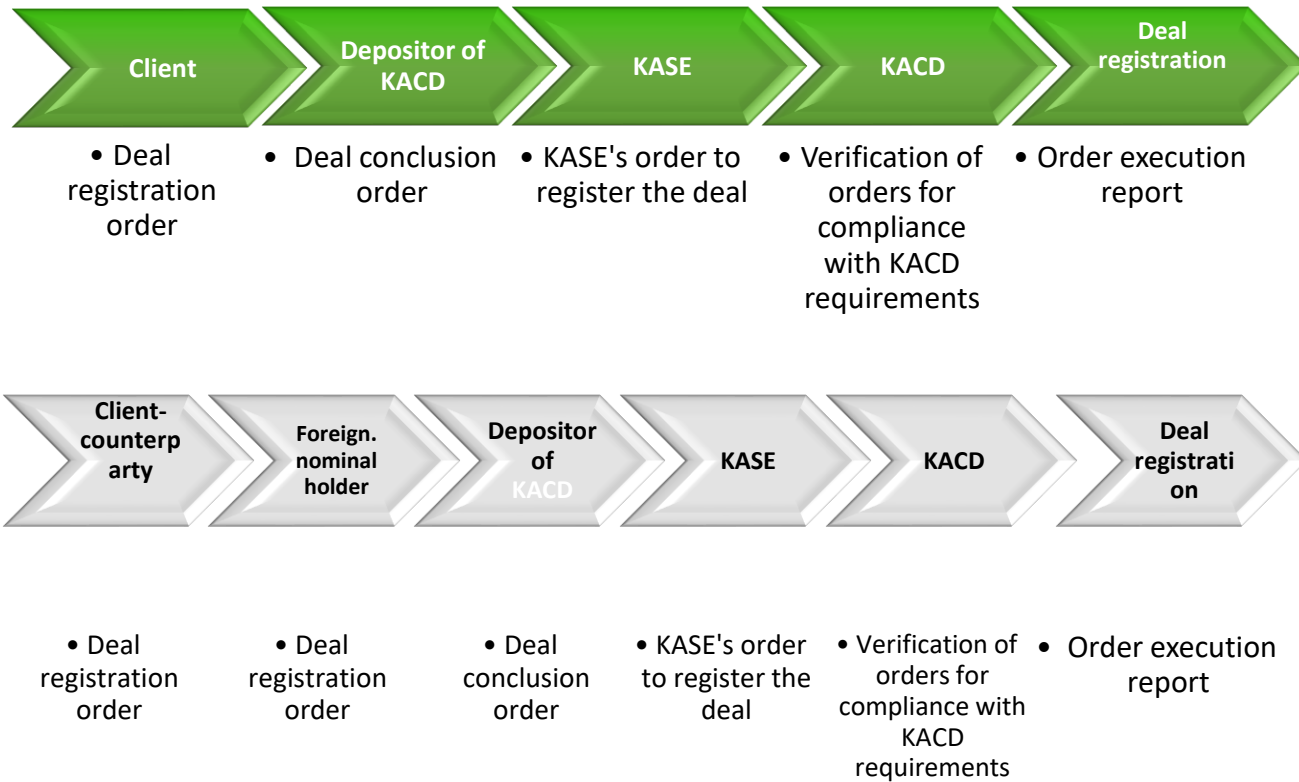 Client
Depositor of
KACD
KASE
KACD
Deal
registration
• Deal
registration
order
• Deal conclusion
order
• KASE's order to
register the deal
• Verification of
orders for
compliance
with KACD
requirements
• Order execution
report
Client-
counterp
arty
Foreign.
nominal
holder
Depositor
of
KACD
KASE
KACD
Deal
registrati
on
• Deal
registration
order
• Deal
registration
order
• Deal
conclusion
order
• KASE's order
to register the
deal
• Verification of
orders for
compliance with
KACD
requirements
• Order execution
report